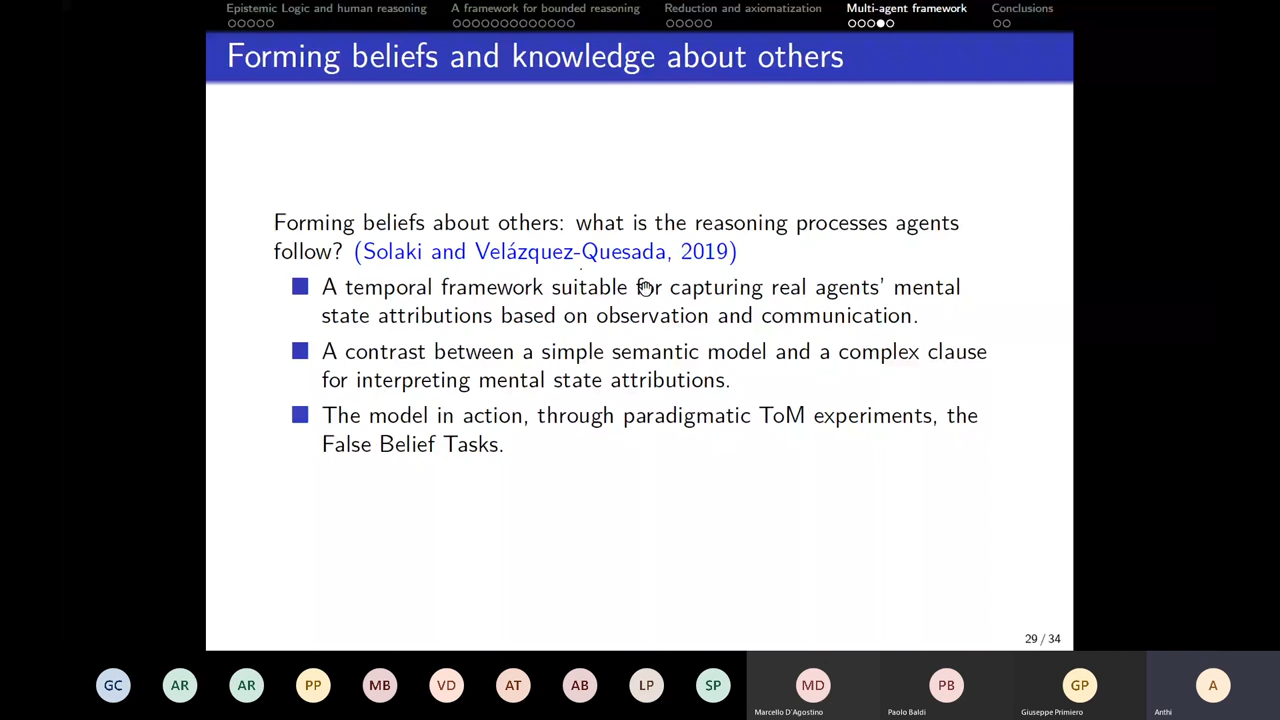 Epistemic Logic and human reasoning
A framework for bounded reasoning
Reduction and axiomatization
Multi-agent framework
Conclusions
Forming beliefs and knowledge about others
Forming beliefs about others: what is the reasoning processes agents
follow? (Solaki and Velázquez-Quesada, 2019)
A temporal framework suitable for capturing real agents' mental
state attributions based on observation and communication.
A contrast between a simple semantic model and a complex clause
for interpreting mental state attributions.
The model in action, through paradigmatic ToM experiments, the
False Belief Tasks.
29 / 34
GC AR AR PP MB VD AT AB LP SP MD PB GP A
Marcello D'Agostino
Paolo Baldi
Giuseppe Primiero
Anthi